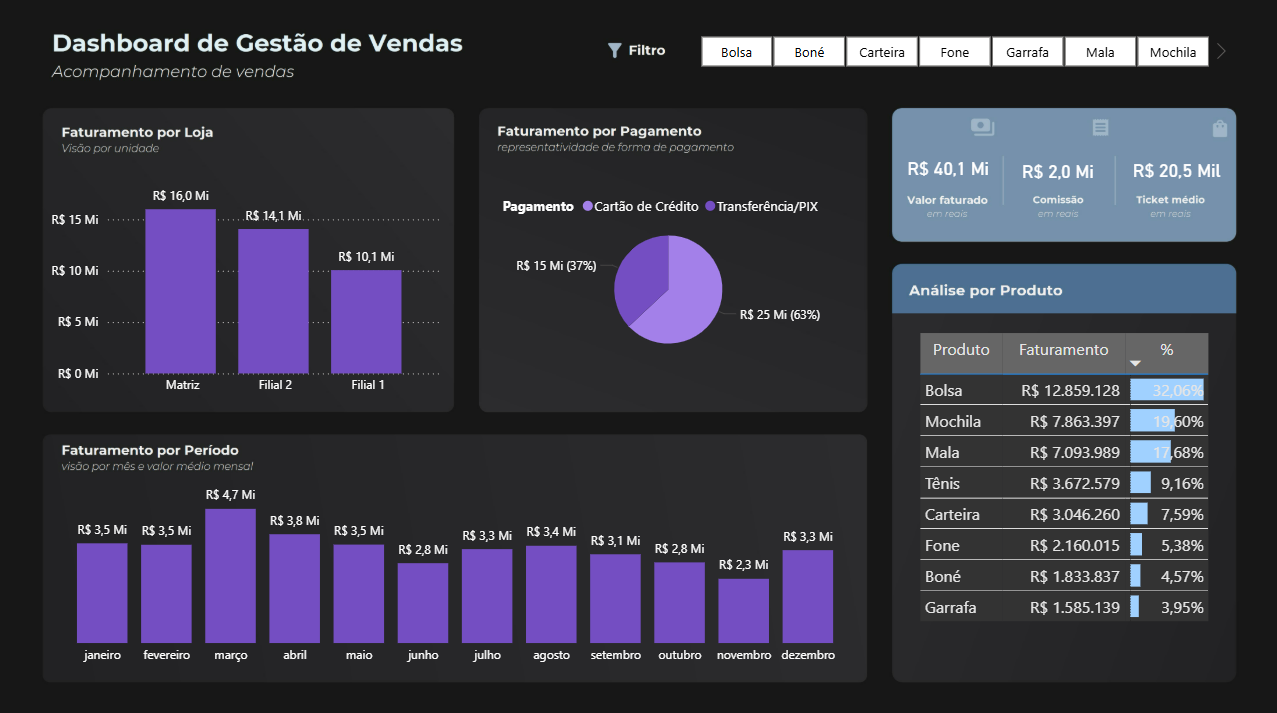 Dashboard de Gestão de Vendas
Acompanhamento de vendas
Filtro
Bolsa Boné Carteira Fone Garrafa Mala Mochila
Faturamento por Loja
Visão por unidade
R$ 16,0 Mi
R$ 14,1 Mi
R$ 10,1 Mi
R$ 15 Mi
R$ 10 Mi
R$ 5 Mi
R$ 0 Mi
Matriz Filial 2 Filial 1
Faturamento por Pagamento
representatividade de forma de pagamento
Pagamento Cartão de Crédito Transferência/PIX
R$ 15 Mi (37%)
R$ 25 Mi (63%)
R$ 40,1 Mi
Valor faturado
em reais
R$ 2,0 Mi
Comissão
em reais
R$ 20,5 Mil
Ticket médio
em reais
Faturamento por Período
visão por mês e valor médio mensal
R$ 3,5 Mi R$ 3,5 Mi R$ 4,7 Mi R$ 3,8 Mi R$ 3,5 Mi R$ 2,8 Mi R$ 3,3 Mi R$ 3,4 Mi R$ 3,1 Mi R$ 2,8 Mi R$ 2,3 Mi R$ 3,3 Mi
janeiro fevereiro março abril maio junho julho agosto setembro outubro novembro dezembro
Análise por Produto
Produto Faturamento %
Bolsa R$ 12.859.128 32,06%
Mochila R$ 7.863.397 19,60%
Mala R$ 7.093.989 17,68%
Tênis R$ 3.672.579 9,16%
Carteira R$ 3.046.260 7,59%
Fone R$ 2.160.015 5,38%
Boné R$ 1.833.837 4,57%
Garrafa R$ 1.585.139 3,95%